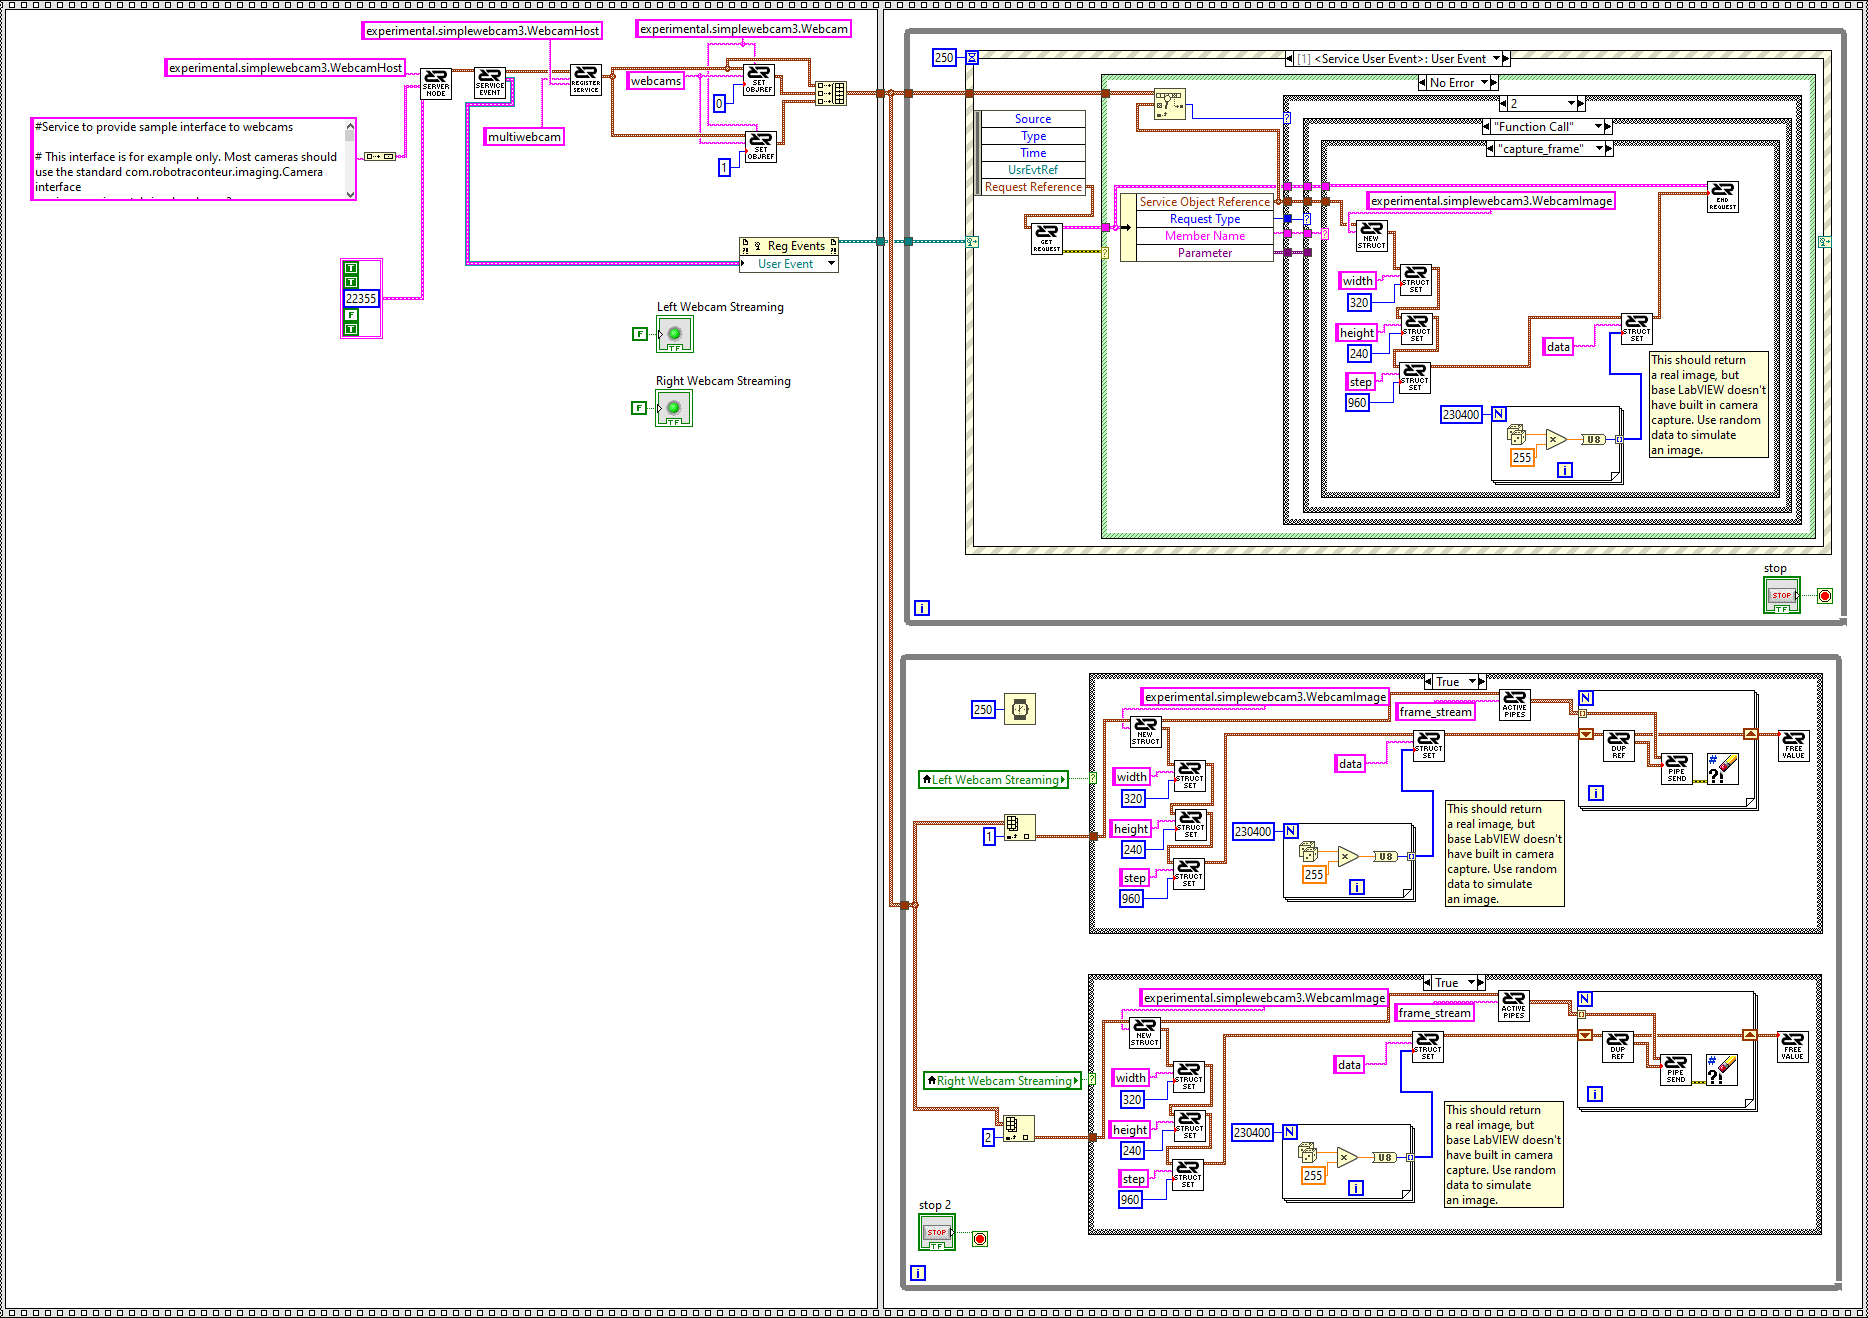 experimental.simplewebcam3.WebcamHost
experimental.simplewebcam3.Webcam
experimental.simplewebcam3.WebcamHost
SERVER NODE
SERVICE EVENT
REGISTER SERVICE
webcams
SET OBJREF
0
multiwebcam
SET OBJREF
1
#Service to provide sample interface to webcams
# This interface is for example only. Most cameras should
use the standard com.robotraconteur.imaging.Camera
interface
T
T
22355
F
T
Reg Events
User Event
Left Webcam Streaming
F
TF
Right Webcam Streaming
F
TF
250
[1] <Service User Event>: User Event
No Error
2
"Function Call"
"capture_frame"
Source
Type
Time
UsrEvtRef
Request Reference
GET REQUEST
Service Object Reference
Request Type
Member Name
Parameter
experimental.simplewebcam3.WebcamImage
END REQUEST
NEW STRUCT
width
STRUCT SET
320
height
STRUCT SET
240
step
STRUCT SET
960
data
STRUCT SET
This should return
a real image, but
base LabVIEW doesn't
have built in camera
capture. Use random
data to simulate
an image.
230400
N
255
U8
i
stop
STOP
TF
i
250
True
experimental.simplewebcam3.WebcamImage
frame_stream
ACTIVE PIPES
N
NEW STRUCT
Left Webcam Streaming
width
STRUCT SET
320
height
STRUCT SET
240
step
STRUCT SET
960
data
STRUCT SET
DUP REF
PIPE SEND
#
?!
FREE VALUE
i
1
230400
N
255
U8
i
This should return
a real image, but
base LabVIEW doesn't
have built in camera
capture. Use random
data to simulate
an image.
True
experimental.simplewebcam3.WebcamImage
frame_stream
ACTIVE PIPES
N
NEW STRUCT
Right Webcam Streaming
width
STRUCT SET
320
height
STRUCT SET
240
step
STRUCT SET
960
data
STRUCT SET
DUP REF
PIPE SEND
#
?!
FREE VALUE
i
2
230400
N
255
U8
i
This should return
a real image, but
base LabVIEW doesn't
have built in camera
capture. Use random
data to simulate
an image.
stop 2
STOP
TF
i